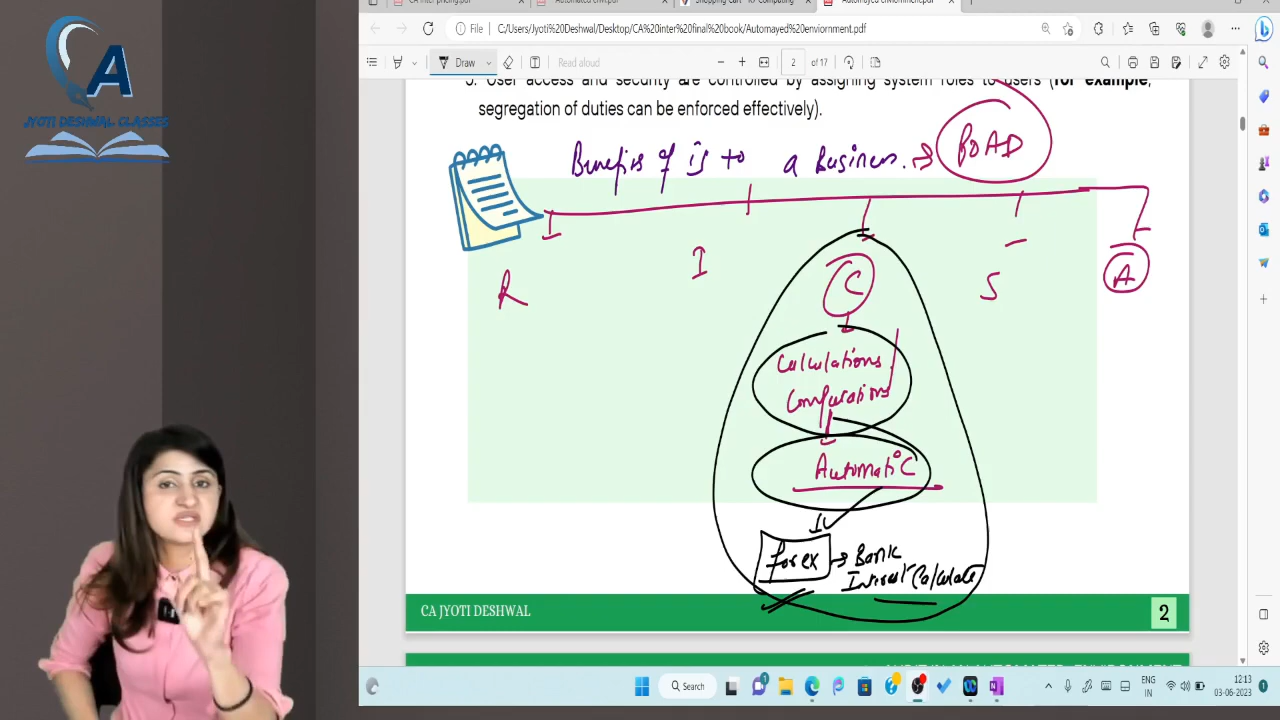 CA
JYOTI DESHWAL CLASSES
File
C:/Users/Jyoti Deshwal/Desktop/CA%20inter%20final%20book/Automayed%20enviornment.pdf
Draw
Read aloud
2 of 17
5. User access and security are controlled by assigning system roles to users (for example,
segregation of duties can be enforced effectively).
Benefits of is to a Business. → ROAD
R I C S A
Calculations
Automatic
forex → Bank
Interest Calculate
CA JYOTI DESHWAL
2
Search
ENG
IN
12:13
03-06-2023